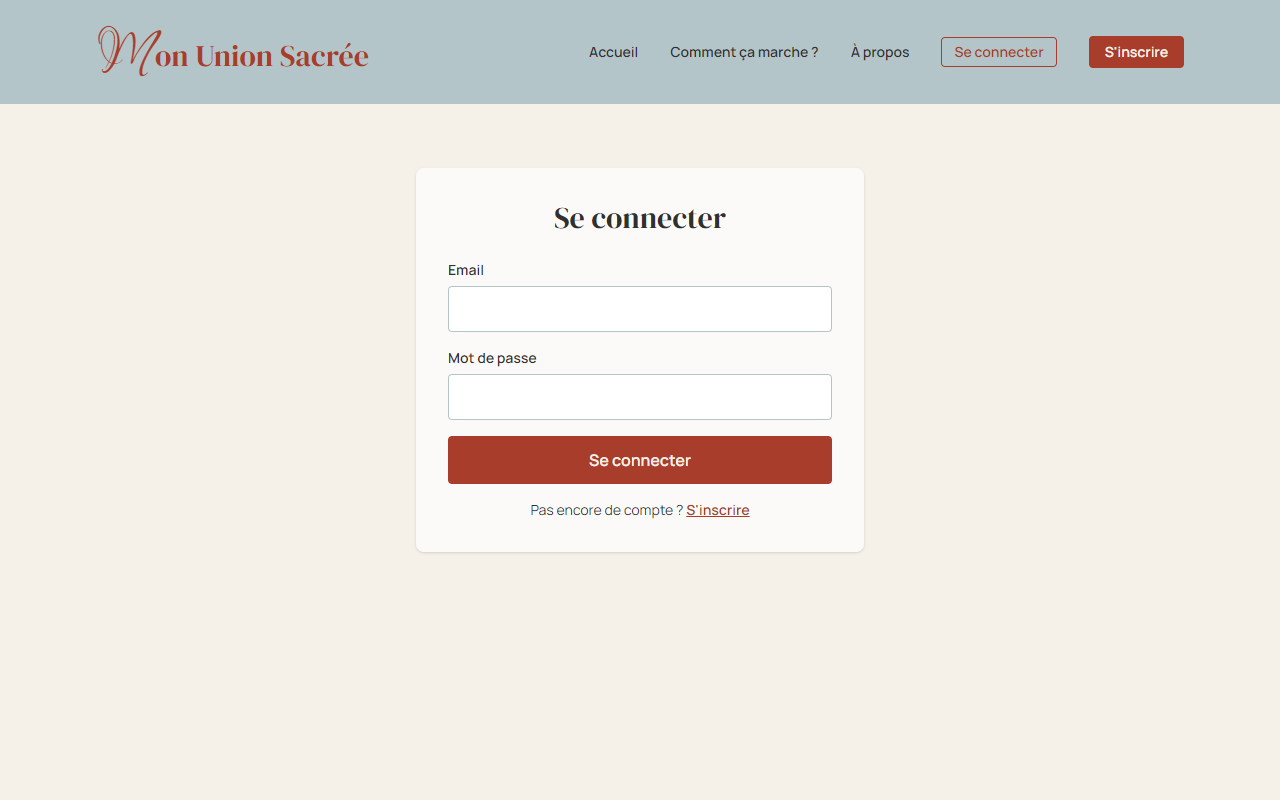 Mon Union Sacrée
Accueil
Comment ça marche ?
À propos
Se connecter
S'inscrire
Se connecter
Email
Mot de passe
Se connecter
Pas encore de compte ? S'inscrire